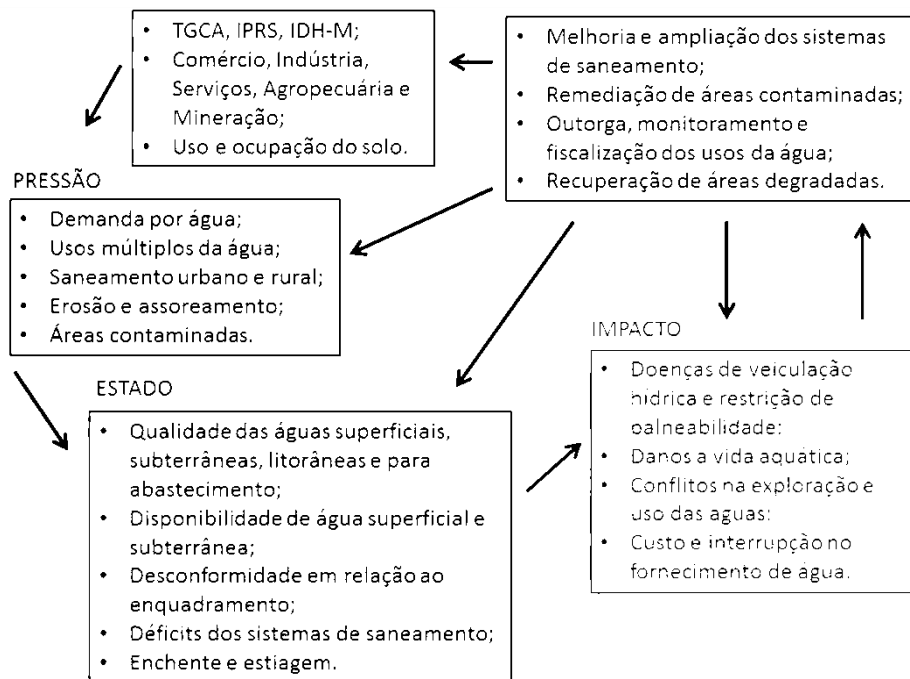 • TGCA, IPRS, IDH-M;
• Comércio, Indústria,
Serviços, Agropecuária e
Mineração;
• Uso e ocupação do solo.
• Melhoria e ampliação dos sistemas
de saneamento;
• Remediação de áreas contaminadas;
• Outorga, monitoramento e
fiscalização dos usos da água;
• Recuperação de áreas degradadas.
PRESSÃO
• Demanda por água;
• Usos múltiplos da água;
• Saneamento urbano e rural;
• Erosão e assoreamento;
• Áreas contaminadas.
ESTADO
• Qualidade das águas superficiais,
subterrâneas, litorâneas e para
abastecimento;
• Disponibilidade de água superficial e
subterrânea;
• Desconformidade em relação ao
enquadramento;
• Déficits dos sistemas de saneamento;
• Enchente e estiagem.
IMPACTO
• Doenças de veiculação
hídrica e restrição de
balneabilidade:
• Danos a vida aquática;
• Conflitos na exploração e
uso das aguas:
• Custo e interrupção no
fornecimento de água.